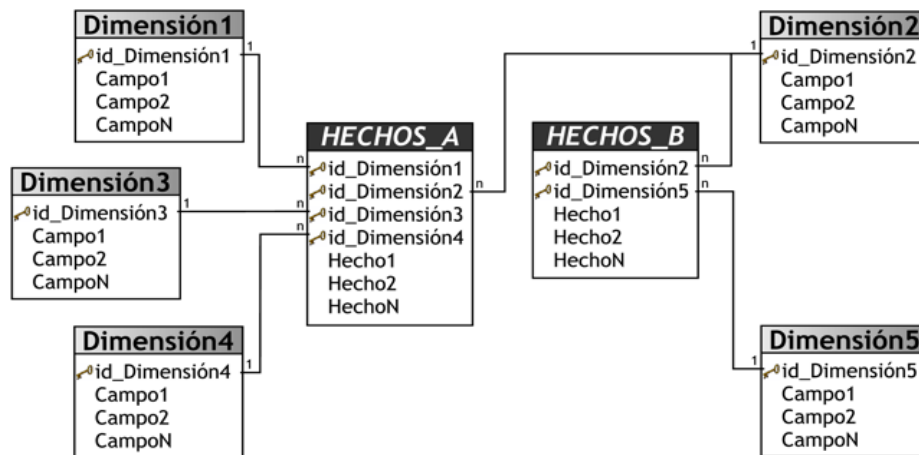 Dimensión1
1
id_Dimensión1
Campo1
Campo2
CampoN
Dimensión3
1
id_Dimensión3
Campo1
Campo2
CampoN
Dimensión4
1
id_Dimensión4
Campo1
Campo2
CampoN
HECHOS_A
n
id_Dimensión1
n
id_Dimensión2
n
id_Dimensión3
n
id_Dimensión4
Hecho1
Hecho2
HechoN
HECHOS_B
id_Dimensión2
n
id_Dimensión5
n
Hecho1
Hecho2
HechoN
Dimensión2
1
id_Dimensión2
Campo1
Campo2
CampoN
Dimensión5
1
id_Dimensión5
Campo1
Campo2
CampoN